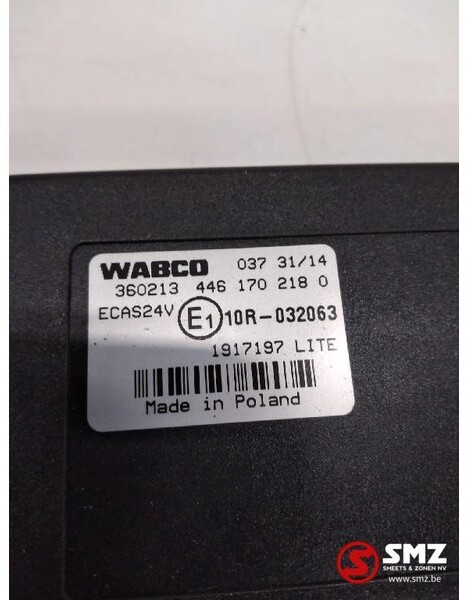 WABCO 037 31/14
360213 446 170 218 0
ECAS24V E1 10R-032063
1917197 LITE
Made in Poland
SMZ
SMEETS & ZONEN NV
www.smz.be